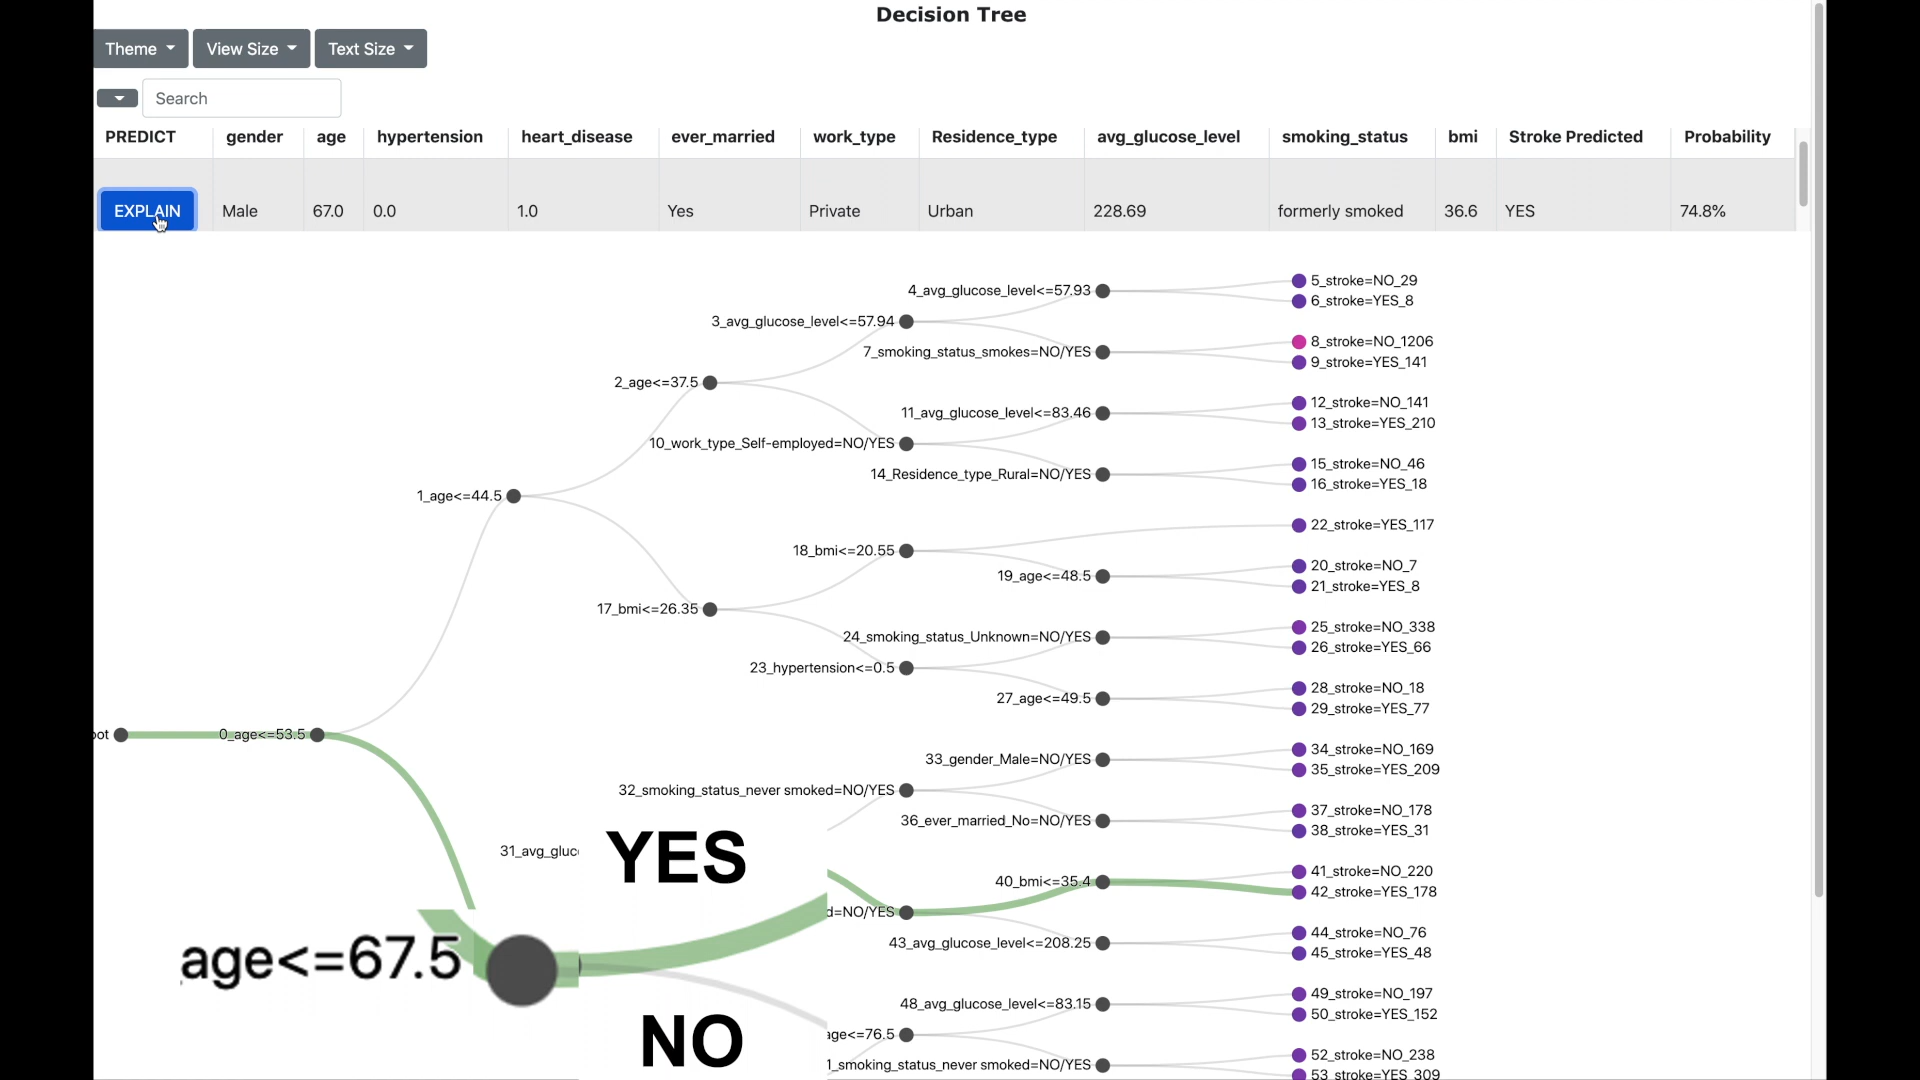 Decision Tree
Theme
View Size
Text Size
Search
PREDICT gender age hypertension heart_disease ever_married work_type Residence_type avg_glucose_level smoking_status bmi Stroke Predicted Probability
EXPLAIN Male 67.0 0.0 1.0 Yes Private Urban 228.69 formerly smoked 36.6 YES 74.8%
5_stroke=NO_29
4_avg_glucose_level<=57.93
6_stroke=YES_8
3_avg_glucose_level<=57.94
8_stroke=NO_1206
7_smoking_status_smokes=NO/YES
9_stroke=YES_141
2_age<=37.5
12_stroke=NO_141
11_avg_glucose_level<=83.46
13_stroke=YES_210
10_work_type_Self-employed=NO/YES
15_stroke=NO_46
14_Residence_type_Rural=NO/YES
16_stroke=YES_18
1_age<=44.5
22_stroke=YES_117
18_bmi<=20.55
20_stroke=NO_7
19_age<=48.5
21_stroke=YES_8
17_bmi<=26.35
25_stroke=NO_338
24_smoking_status_Unknown=NO/YES
26_stroke=YES_66
23_hypertension<=0.5
28_stroke=NO_18
27_age<=49.5
29_stroke=YES_77
oot
0_age<=53.5
34_stroke=NO_169
33_gender_Male=NO/YES
35_stroke=YES_209
32_smoking_status_never smoked=NO/YES
37_stroke=NO_178
36_ever_married_No=NO/YES
38_stroke=YES_31
31_avg_gluc
YES
41_stroke=NO_220
40_bmi<=35.4
42_stroke=YES_178
d=NO/YES
44_stroke=NO_76
43_avg_glucose_level<=208.25
45_stroke=YES_48
age<=67.5
49_stroke=NO_197
48_avg_glucose_level<=83.15
50_stroke=YES_152
NO
age<=76.5
52_stroke=NO_238
1_smoking_status_never smoked=NO/YES
53_stroke=YES_309